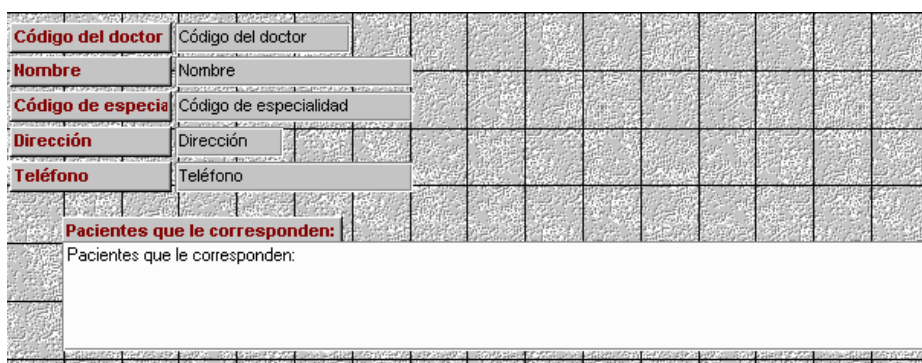 Código del doctor Código del doctor
Nombre Nombre
Código de especia Código de especialidad
Dirección Dirección
Teléfono Teléfono
Pacientes que le corresponden:
Pacientes que le corresponden: